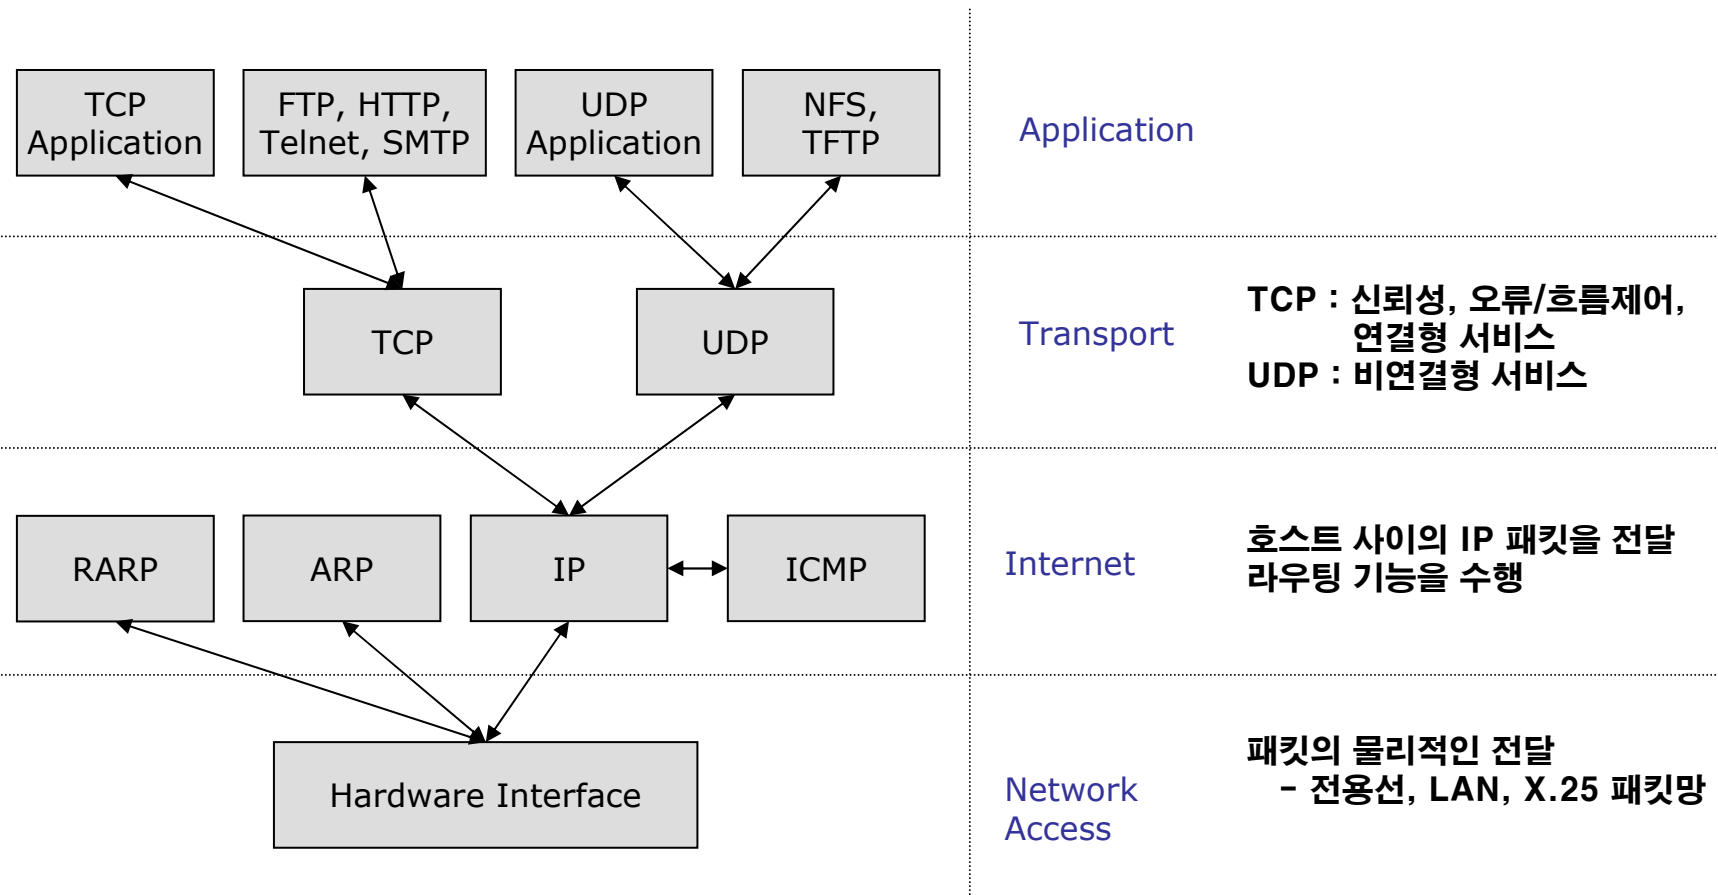 TCP
Application
FTP, HTTP,
Telnet, SMTP
UDP
Application
NFS,
TFTP
Application
TCP
UDP
Transport
TCP : 신뢰성, 오류/흐름제어,
연결형 서비스
UDP : 비연결형 서비스
RARP
ARP
IP
ICMP
Internet
호스트 사이의 IP 패킷을 전달
라우팅 기능을 수행
Hardware Interface
Network
Access
패킷의 물리적인 전달
- 전용선, LAN, X.25 패킷망